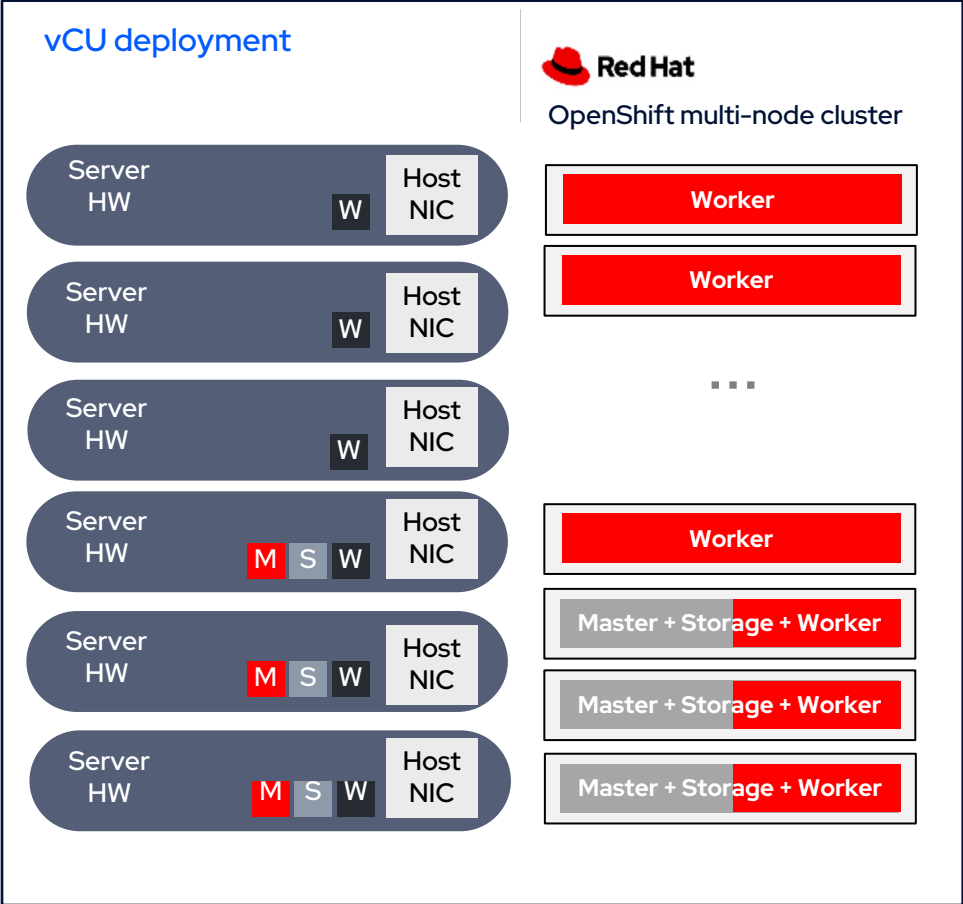 vCU deployment
Red Hat
OpenShift multi-node cluster
Server
HW
W
Host
NIC
Worker
Server
HW
W
Host
NIC
Worker
...
Server
HW
W
Host
NIC
Server
HW
M S W
Host
NIC
Worker
Server
HW
M S W
Host
NIC
Master + Storage + Worker
Master + Storage + Worker
Server
HW
M S W
Host
NIC
Master + Storage + Worker